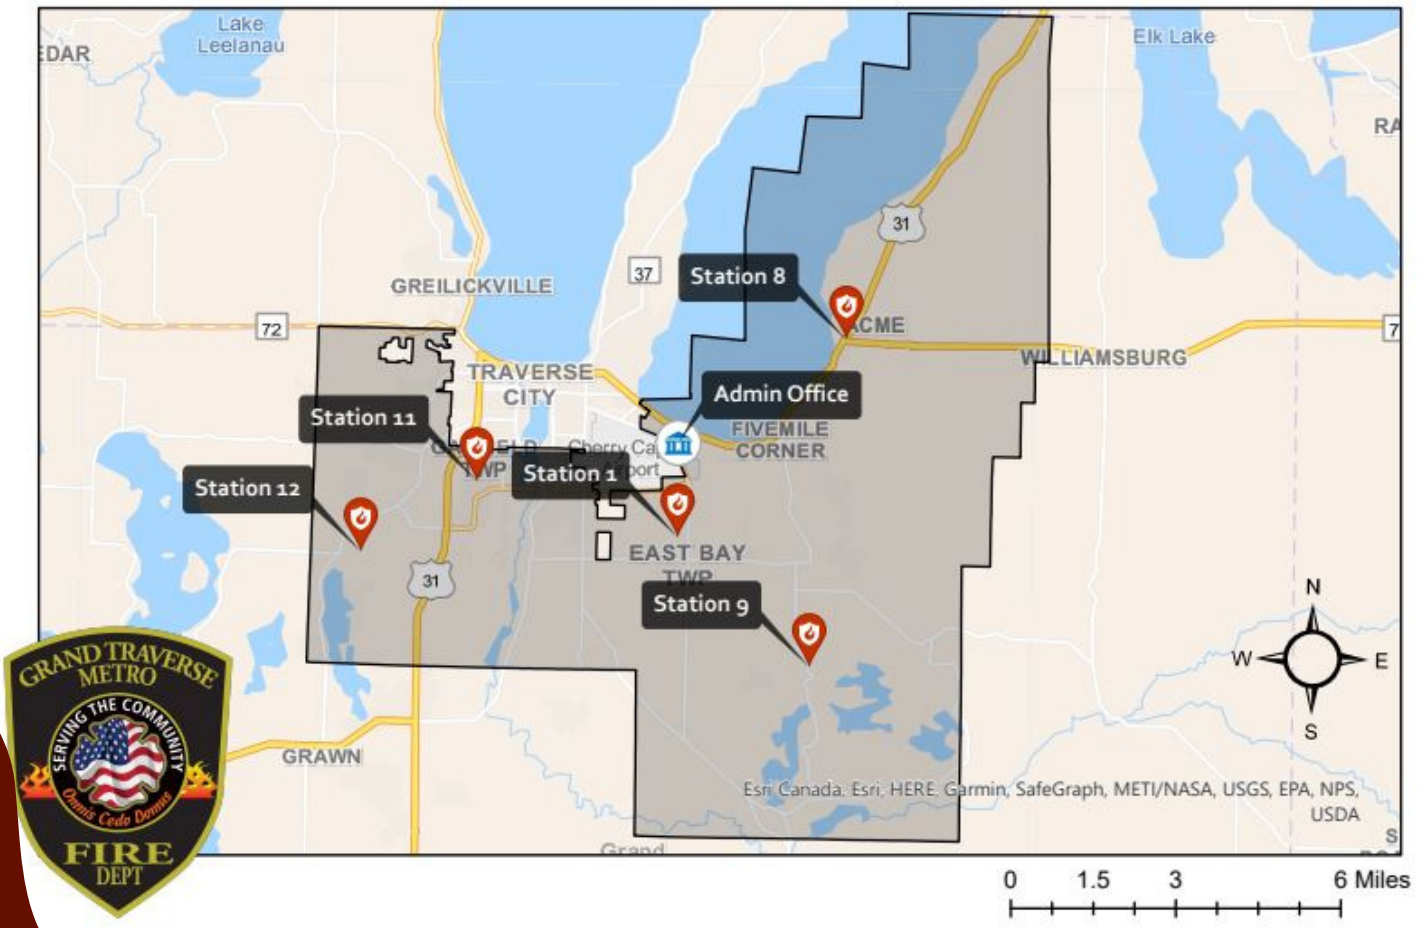 Lake
Leelanau
EDAR
Elk Lake
RA
31
37
Station 8
GREILICKVILLE
72
ACME
7
WILLIAMSBURG
TRAVERSE
CITY
Admin Office
Station 11
FIVEMILE
CORNER
Station 1
Station 12
EAST BAY
TWP
31
Station 9
N
W
E
S
GRAND TRAVERSE
METRO
SERVING THE COMMUNITY
Omnis Cedo Domus
FIRE
DEPT
GRAWN
Esri Canada, Esri, HERE, Garmin, SafeGraph, METI/NASA, USGS, EPA, NPS,
USDA
Grand
0 1.5 3 6 Miles